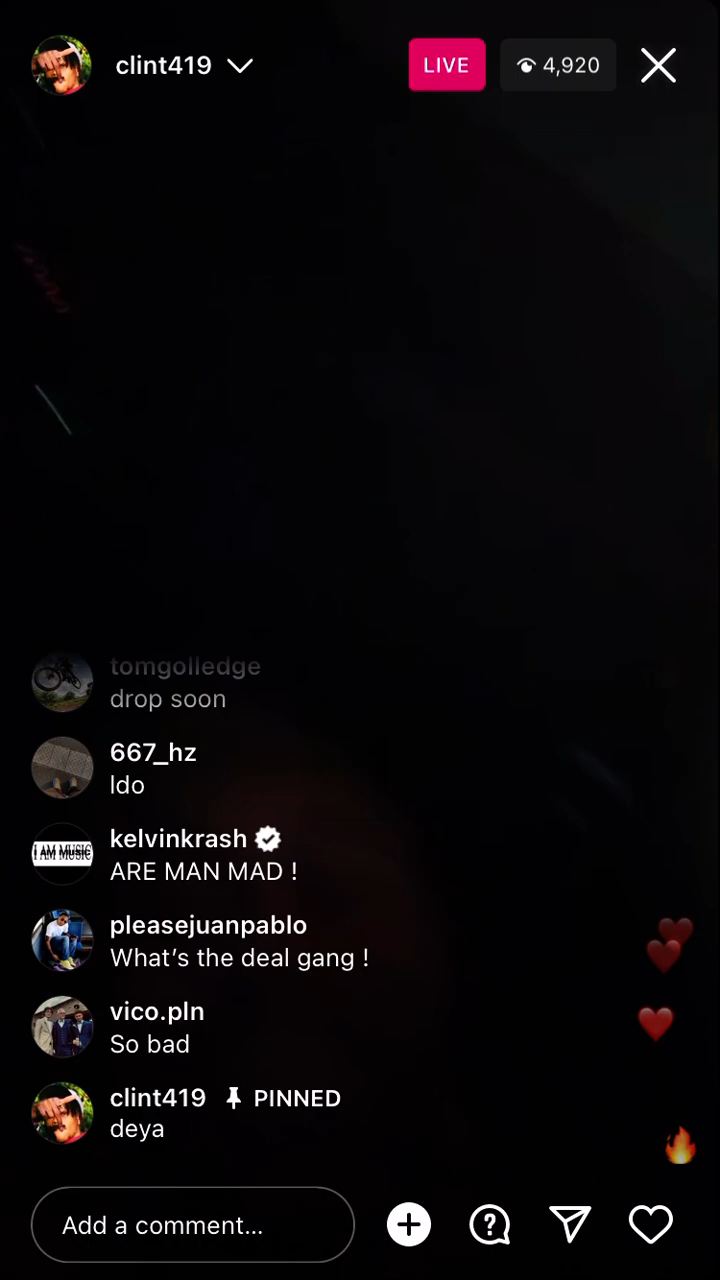 clint419
LIVE
4,920
tomgolledge
drop soon
667_hz
ldo
kelvinkrash
I AM MUSIC
ARE MAN MAD !
pleasejuanpablo
What's the deal gang !
vico.pln
So bad
clint419 PINNED
deya
Add a comment...